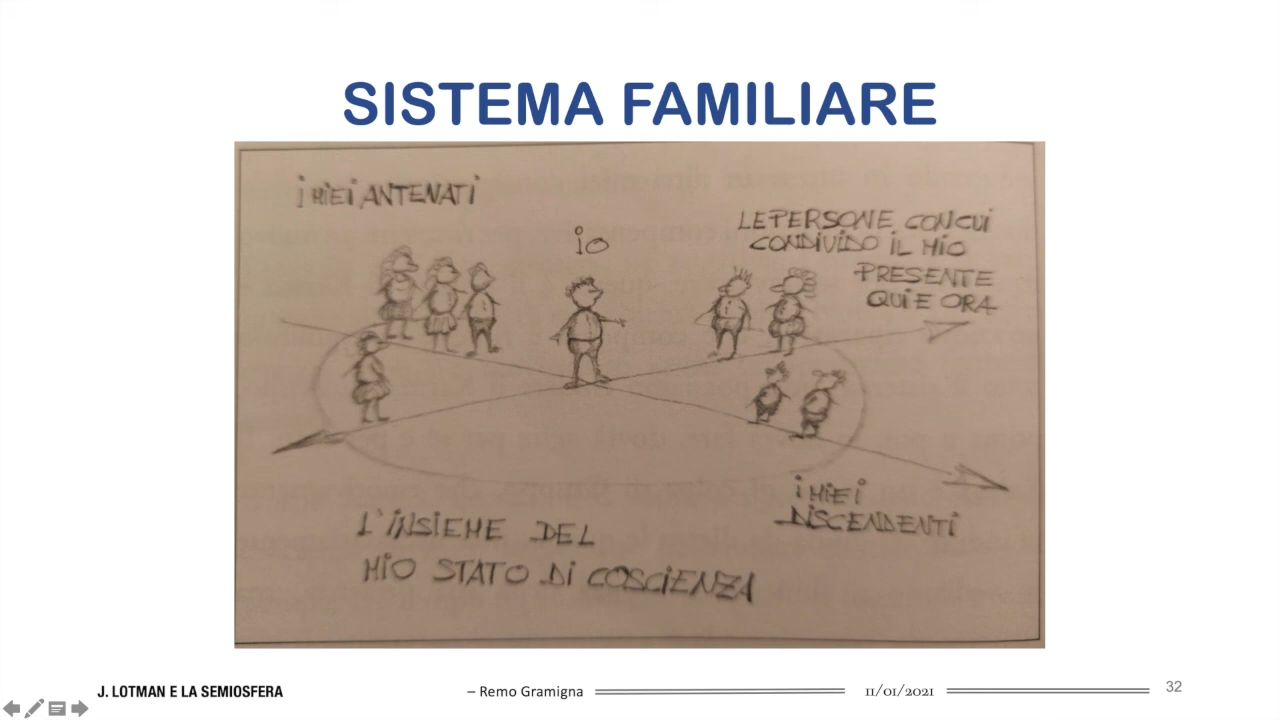 SISTEMA FAMILIARE
I MIEI ANTENATI
IO
LE PERSONE CON CUI
CONDIVIDO IL MIO
PRESENTE
QUI E ORA
I MIEI
DISCENDENTI
L'INSIEME DEL
MIO STATO DI COSCIENZA
J. LOTMAN E LA SEMIOSFERA
– Remo Gramigna
11/01/2021
32